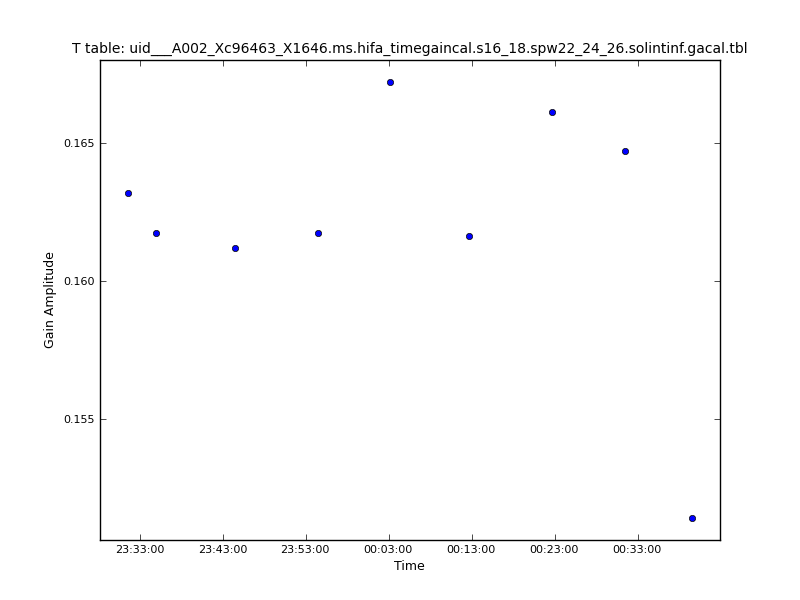 T table: uid___A002_Xc96463_X1646.ms.hifa_timegaincal.s16_18.spw22_24_26.solintinf.gacal.tbl
Gain Amplitude
0.165
0.160
0.155
23:33:00 23:43:00 23:53:00 00:03:00 00:13:00 00:23:00 00:33:00
Time